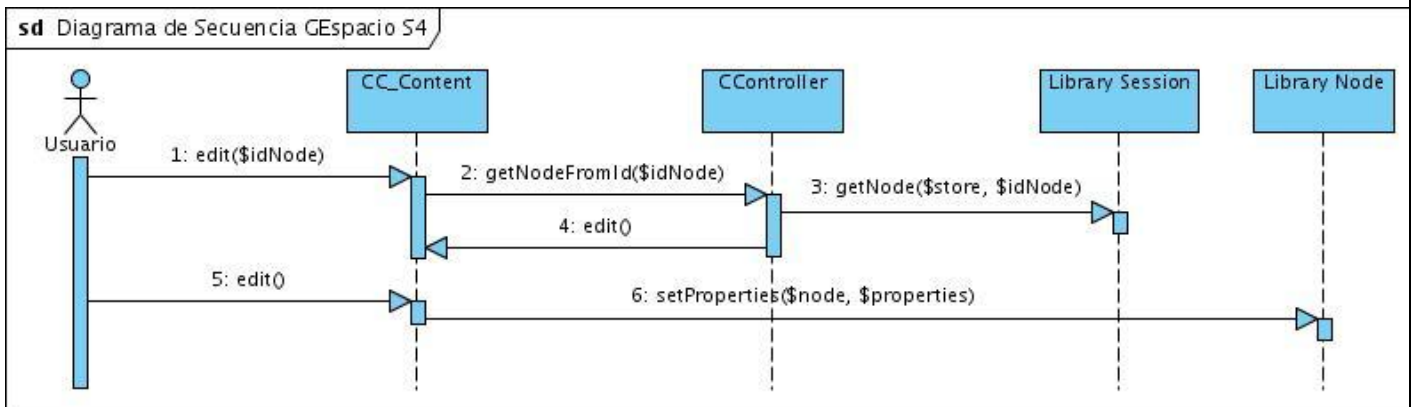 sd Diagrama de Secuencia GEspacio S4
CC_Content
CController
Library Session
Library Node
Usuario
1: edit($idNode)
2: getNodeFromId($idNode)
3: getNode($store, $idNode)
4: edit()
5: edit()
6: setProperties($node, $properties)